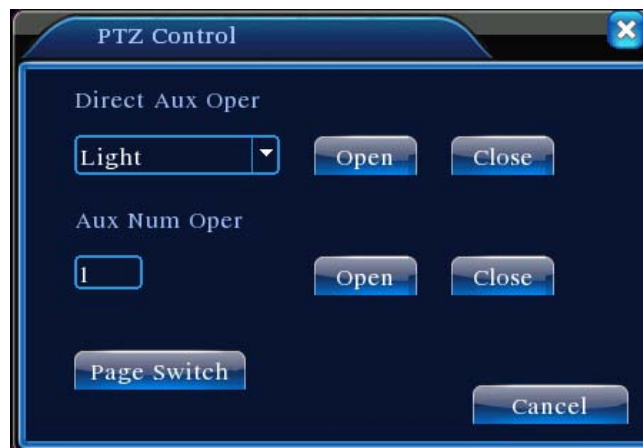 PTZ Control
Direct Aux Oper
Light Open Close
Aux Num Oper
1 Open Close
Page Switch
Cancel